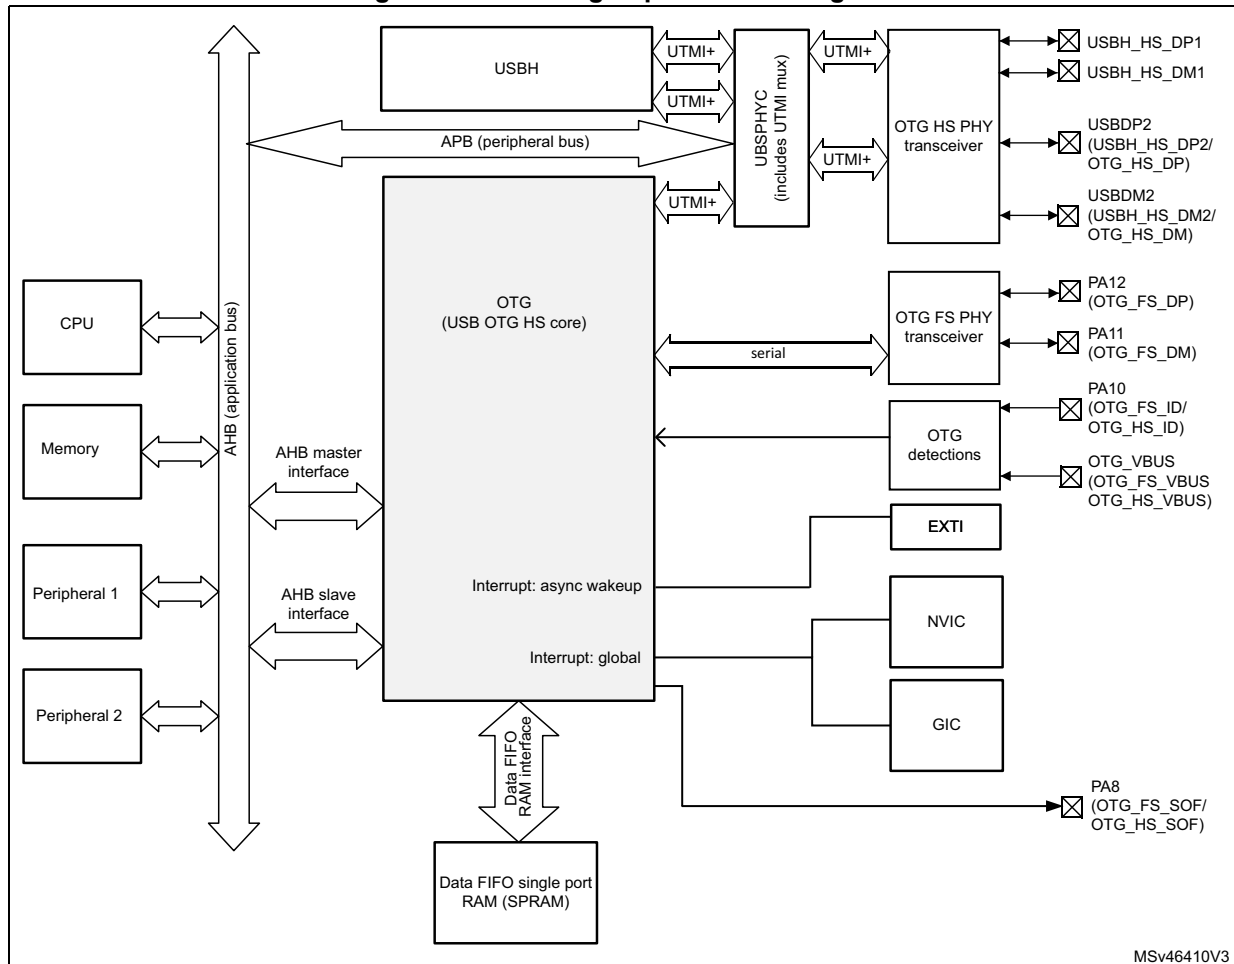 USBH
UTMI+
UTMI+
UTMI+
UTMI+
UTMI+
APB (peripheral bus)
UBSPHYC
(includes UTMI mux)
OTG HS PHY
transceiver
USBH_HS_DP1
USBH_HS_DM1
USBDP2
(USBH_HS_DP2/
OTG_HS_DP)
USBDM2
(USBH_HS_DM2/
OTG_HS_DM)
AHB (application bus)
CPU
Memory
Peripheral 1
Peripheral 2
AHB master
interface
AHB slave
interface
OTG
(USB OTG HS core)
serial
OTG FS PHY
transceiver
PA12
(OTG_FS_DP)
PA11
(OTG_FS_DM)
OTG
detections
PA10
(OTG_FS_ID/
OTG_HS_ID)
OTG_VBUS
(OTG_FS_VBUS
OTG_HS_VBUS)
Interrupt: async wakeup
EXTI
Interrupt: global
NVIC
GIC
PA8
(OTG_FS_SOF/
OTG_HS_SOF)
Data FIFO
RAM interface
Data FIFO single port
RAM (SPRAM)
MSv46410V3